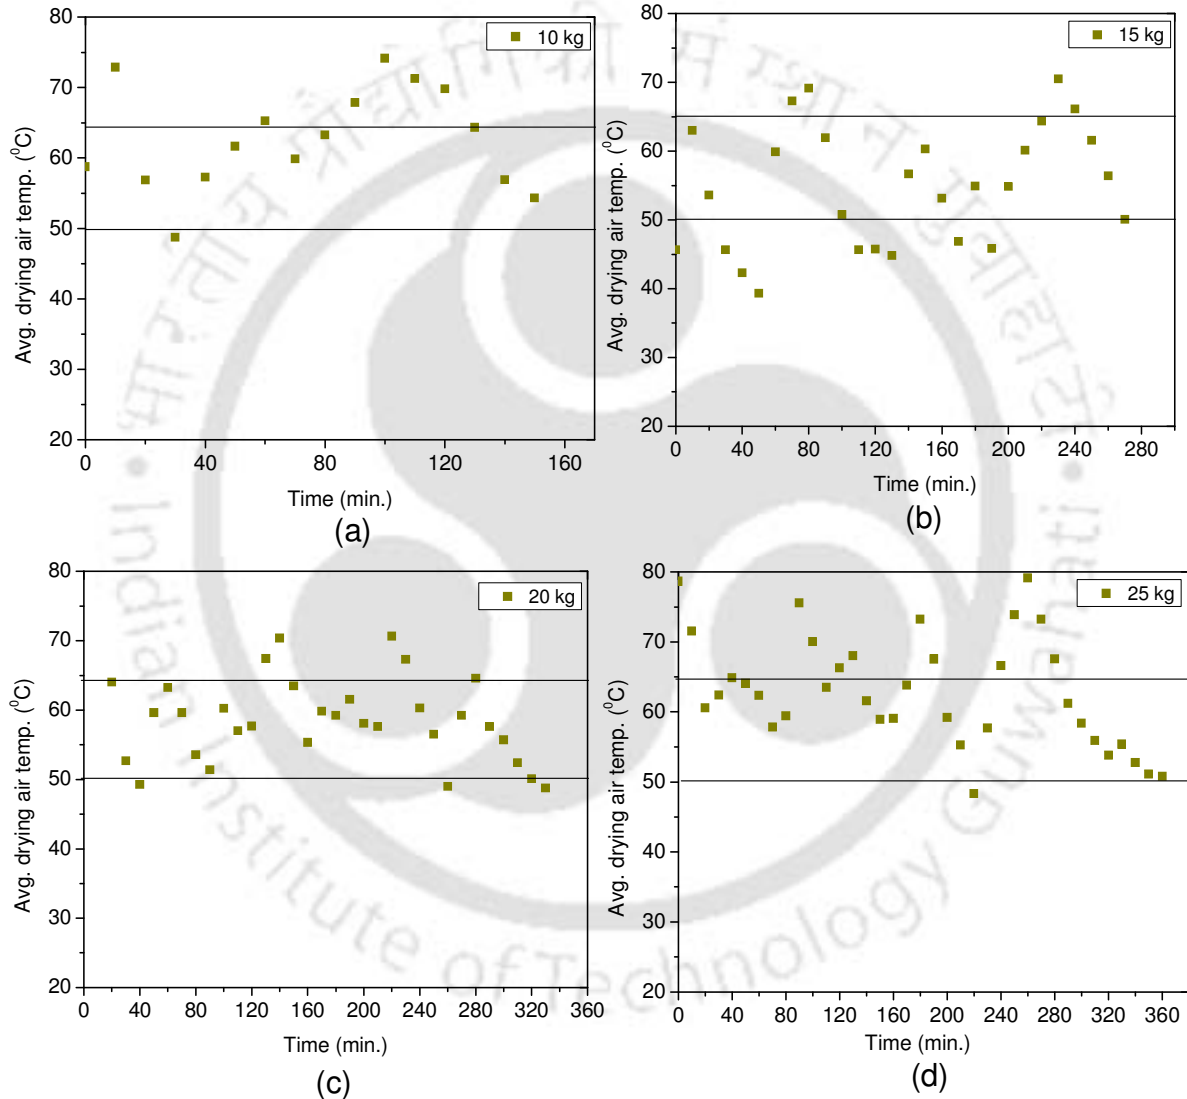 80
70
60
50
40
30
20
Avg. drying air temp. (⁰C)
10 kg
0 40 80 120 160
Time (min.)
(a)
80
70
60
50
40
30
20
Avg. drying air temp. (⁰C)
15 kg
0 40 80 120 160 200 240 280
Time (min.)
(b)
80
70
60
50
40
30
20
Avg. drying air temp. (⁰C)
20 kg
0 40 80 120 160 200 240 280 320 360
Time (min.)
(c)
80
70
60
50
40
30
20
Avg. drying air temp. (⁰C)
25 kg
0 40 80 120 160 200 240 280 320 360
Time (min.)
(d)
Indian Institute of Technology Guwahati